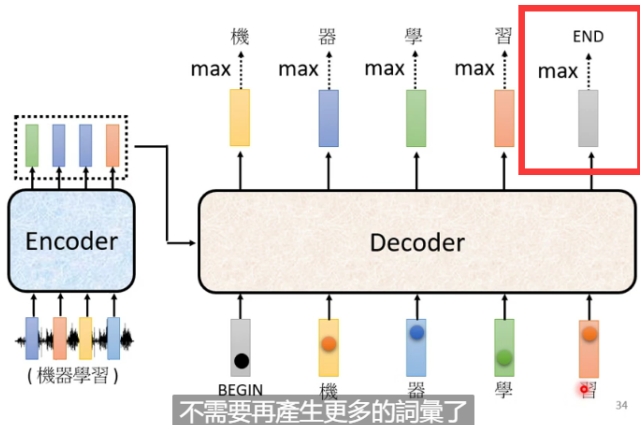 機 器 學 習 END
max max max max max
Encoder
Decoder
(機器學習)
BEGIN 機 器 學 習
不需要再產生更多的詞彙了
34